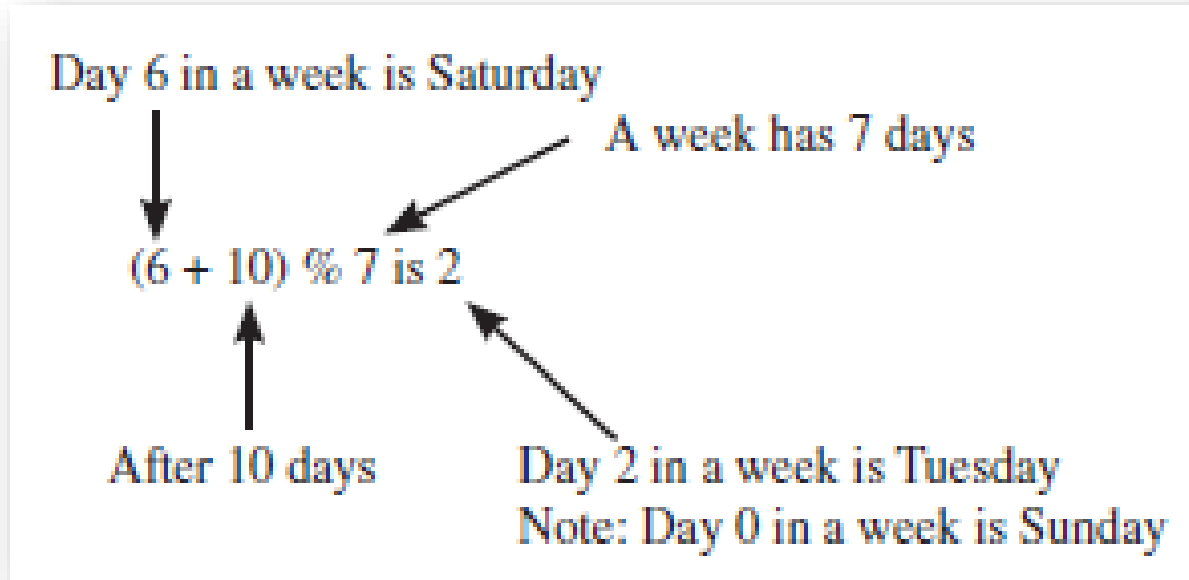 Day 6 in a week is Saturday
A week has 7 days
(6 + 10) % 7 is 2
After 10 days
Day 2 in a week is Tuesday
Note: Day 0 in a week is Sunday